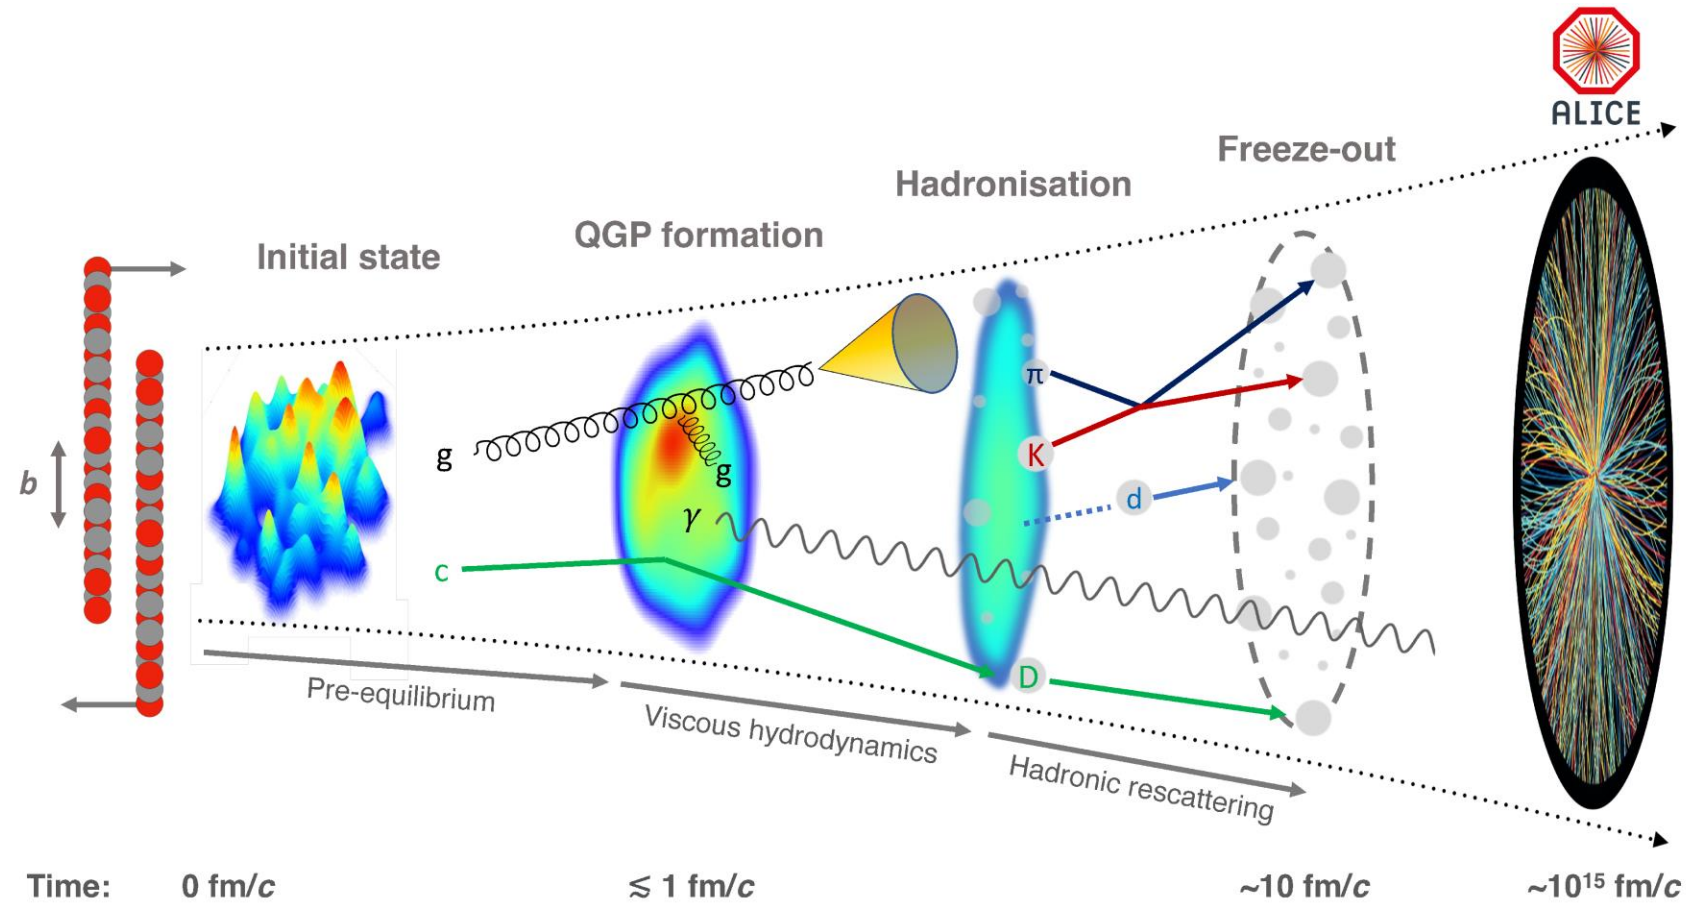 ALICE
Freeze-out
Hadronisation
QGP formation
Initial state
g
g
γ
c
b
π
K
d
D
Pre-equilibrium
Viscous hydrodynamics
Hadronic rescattering
Time: 0 fm/c ≲ 1 fm/c ~10 fm/c ~10¹⁵ fm/c